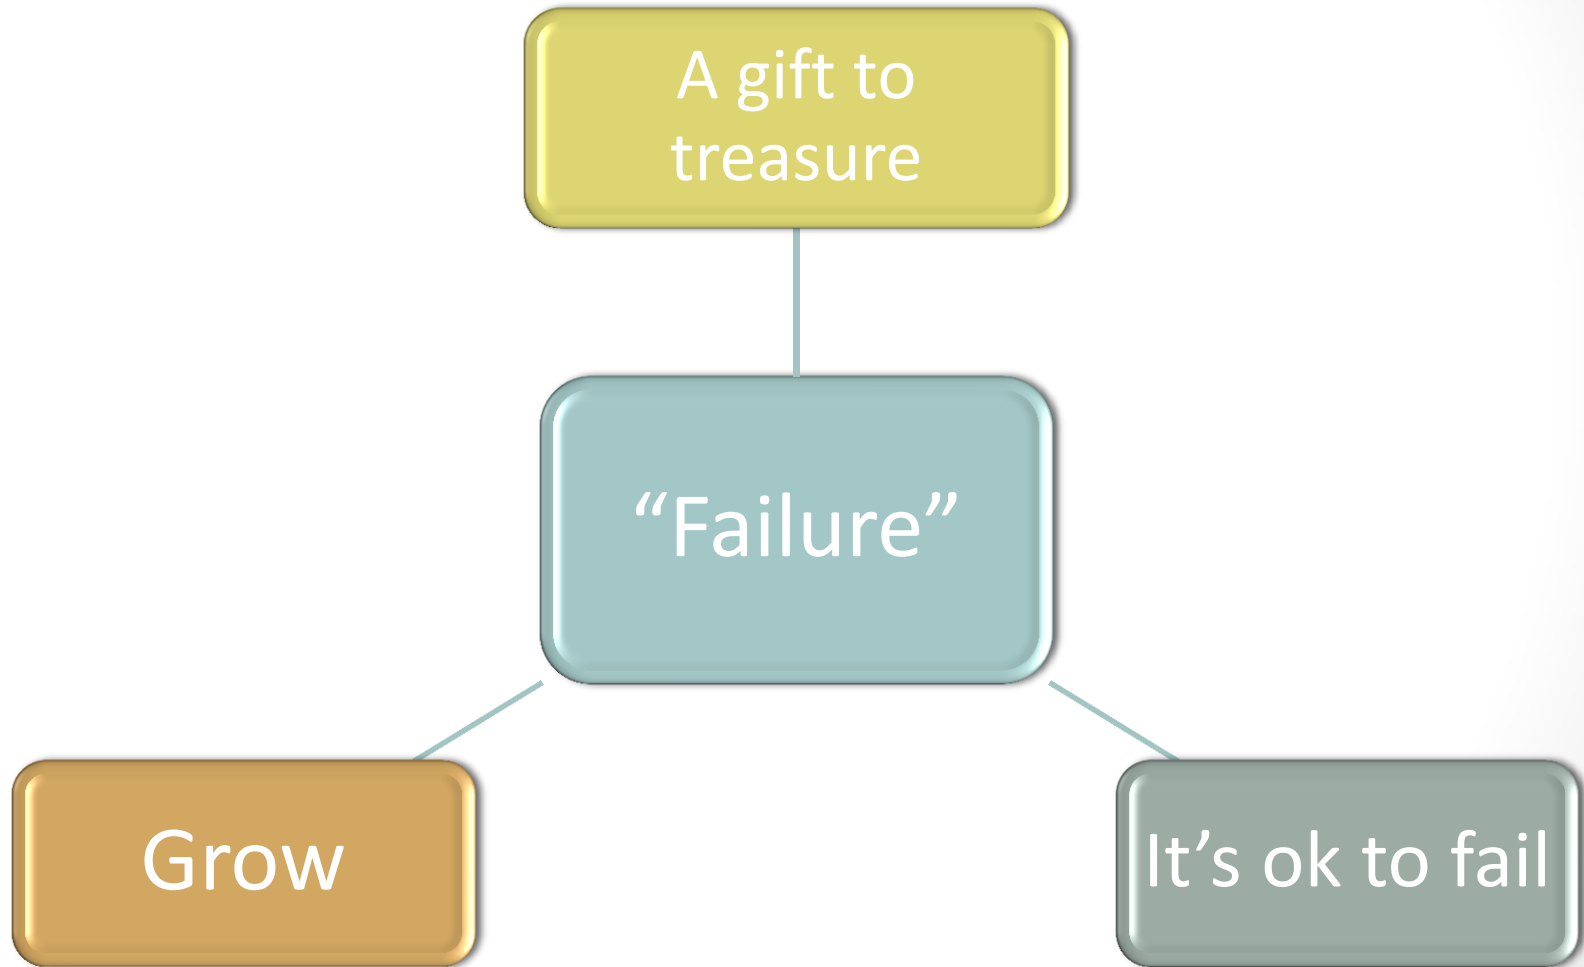 A gift to
treasure
“Failure”
Grow
It’s ok to fail